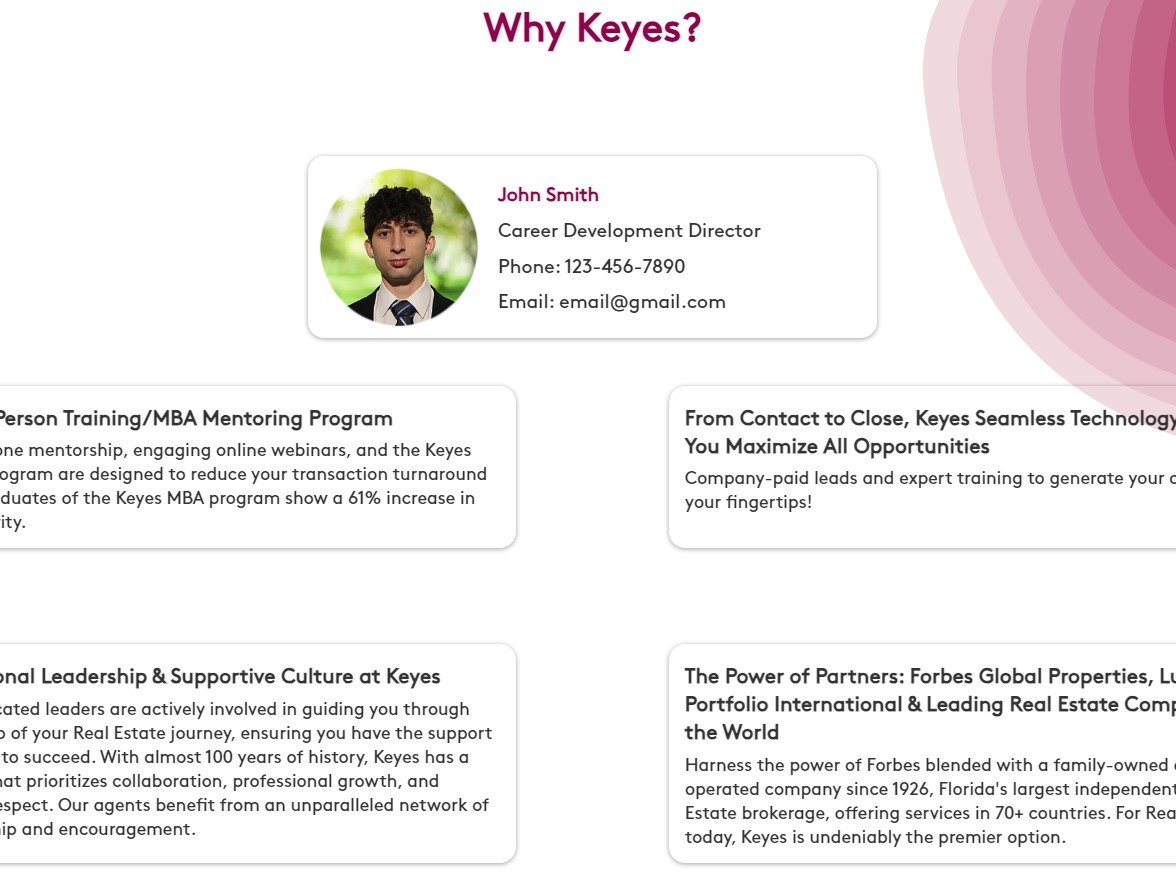 Why Keyes?
John Smith
Career Development Director
Phone: 123-456-7890
Email: email@gmail.com
Person Training/MBA Mentoring Program
one mentorship, engaging online webinars, and the Keyes
ogram are designed to reduce your transaction turnaround
duates of the Keyes MBA program show a 61% increase in
ity.
From Contact to Close, Keyes Seamless Technology
You Maximize All Opportunities
Company-paid leads and expert training to generate your
your fingertips!
onal Leadership & Supportive Culture at Keyes
cated leaders are actively involved in guiding you through
p of your Real Estate journey, ensuring you have the support
to succeed. With almost 100 years of history, Keyes has a
hat prioritizes collaboration, professional growth, and
espect. Our agents benefit from an unparalleled network of
hip and encouragement.
The Power of Partners: Forbes Global Properties, Lu
Portfolio International & Leading Real Estate Comp
the World
Harness the power of Forbes blended with a family-owned
operated company since 1926, Florida's largest independent
Estate brokerage, offering services in 70+ countries. For Rea
today, Keyes is undeniably the premier option.